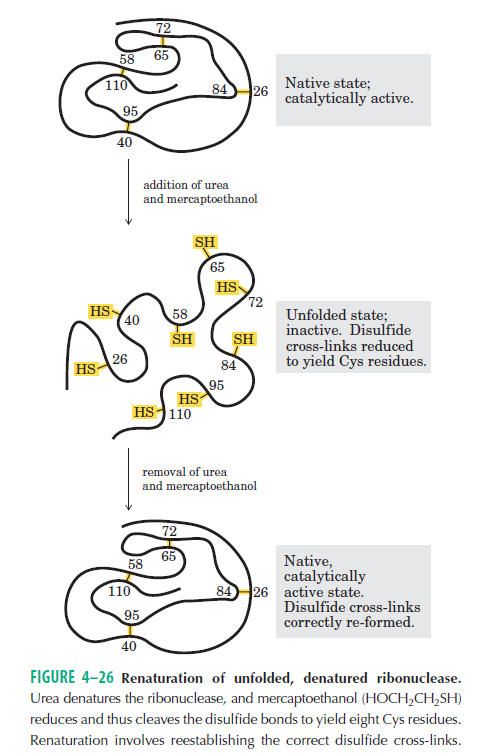 72
58
65
110
84
26
95
40
Native state;
catalytically active.
addition of urea
and mercaptoethanol
SH
65
HS
72
HS
40
58
SH
SH
26
HS
84
95
HS
HS
110
Unfolded state;
inactive. Disulfide
cross-links reduced
to yield Cys residues.
removal of urea
and mercaptoethanol
72
65
58
110
84
26
95
40
Native,
catalytically
active state.
Disulfide cross-links
correctly re-formed.
FIGURE 4–26 Renaturation of unfolded, denatured ribonuclease.
Urea denatures the ribonuclease, and mercaptoethanol (HOCH₂CH₂SH)
reduces and thus cleaves the disulfide bonds to yield eight Cys residues.
Renaturation involves reestablishing the correct disulfide cross-links.